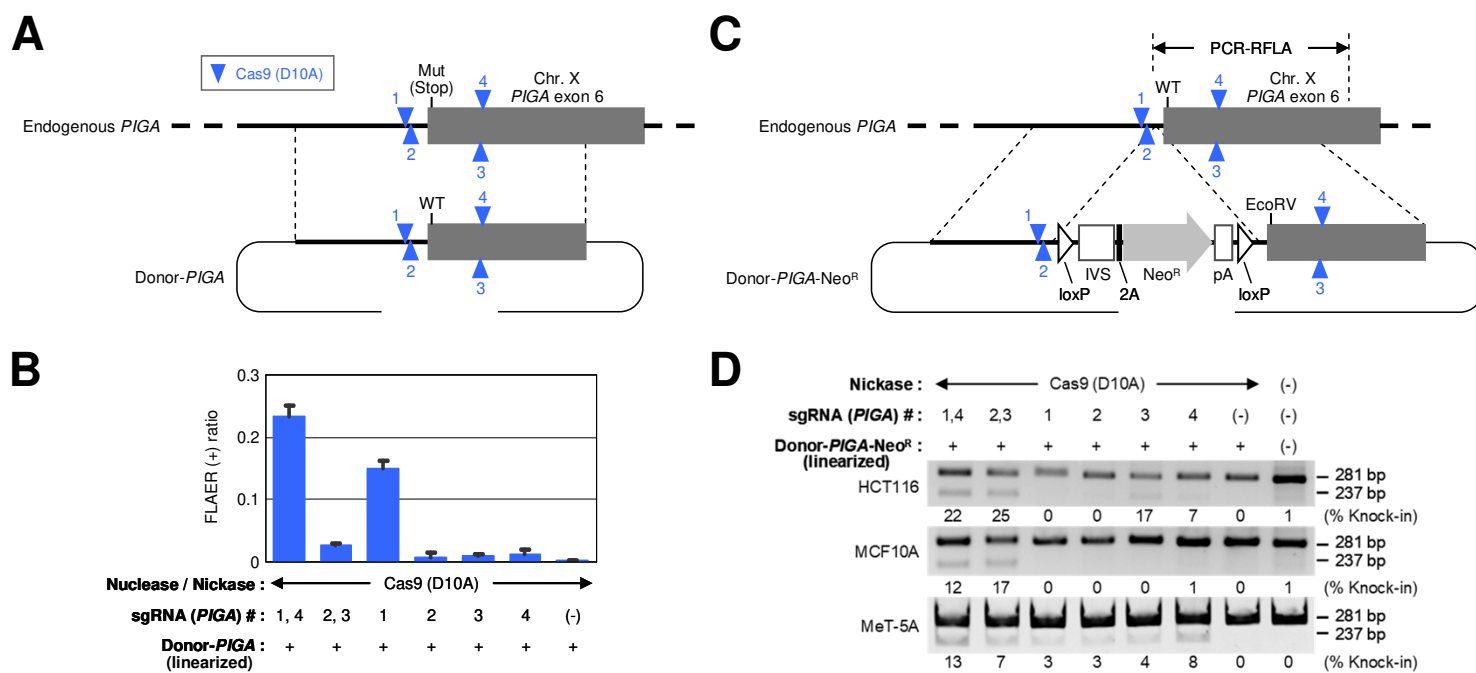 A
Cas9 (D10A)
Mut
(Stop)
Chr. X
PIGA exon 6
1
4
Endogenous PIGA
2
3
WT
1
4
2
3
Donor-PIGA
B
0.3
0.2
0.1
0
FLAER (+) ratio
Nuclease / Nickase : Cas9 (D10A)
sgRNA (PIGA) # : 1, 4 2, 3 1 2 3 4 (-)
Donor-PIGA : + + + + + + +
(linearized)
C
PCR-RFLA
WT
Chr. X
PIGA exon 6
1
4
Endogenous PIGA
2
3
EcoRV
1
4
2
3
Donor-PIGA-NeoR
IVS NeoR pA
loxP 2A loxP
D
Nickase : Cas9 (D10A) (-)
sgRNA (PIGA) # : 1,4 2,3 1 2 3 4 (-) (-)
Donor-PIGA-NeoR : + + + + + + + (-)
(linearized)
HCT116
281 bp
237 bp
22 25 0 0 17 7 0 1 (% Knock-in)
MCF10A
281 bp
237 bp
12 17 0 0 0 1 0 1 (% Knock-in)
MeT-5A
281 bp
237 bp
13 7 3 3 4 8 0 0 (% Knock-in)